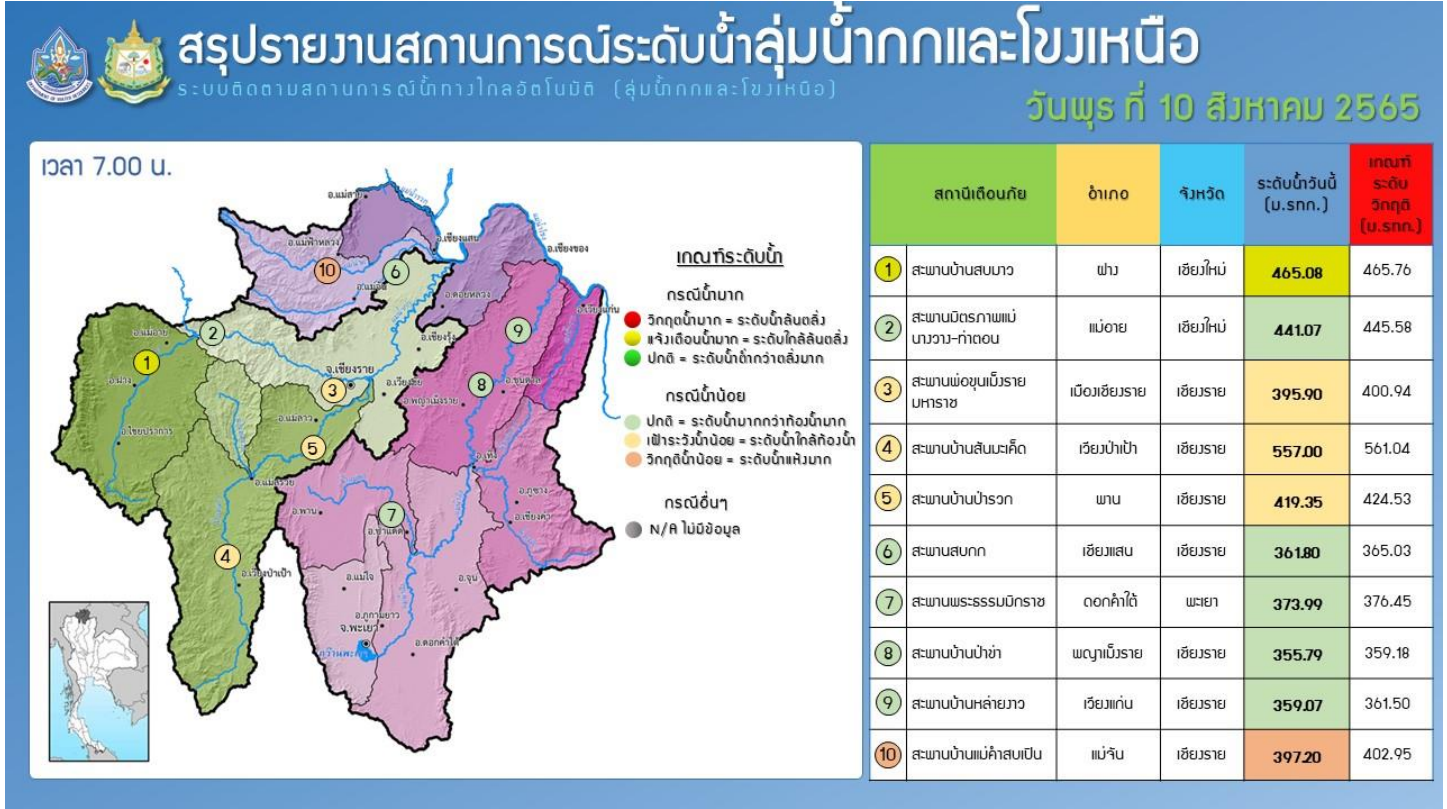 สรุปรายงานสถานการณ์ระดับน้ำลุ่มน้ำกกและโขงเหนือ
ระบบติดตามสถานการณ์น้ำทางไกลอัตโนมัติ (ลุ่มน้ำกกและโขงเหนือ)
วันพุธ ที่ 10 สิงหาคม 2565
เวลา 7.00 น.
อ.แม่สาย
อ.แม่ฟ้าหลวง
อ.เชียงแสน
อ.เชียงของ
10
6
อ.ดอยหลวง
อ.เวียงแก่น
อ.แม่อาย
2
9
อ.เชียงรุ้ง
1
จ.เชียงราย
อ.ฝาง
3
8
อ.ขุนตาล
อ.พญาเม็งราย
อ.แม่ลาว
อ.ไชยปราการ
5
อ.เทิง
อ.แม่สรวย
อ.ภูซาง
อ.พาน
7
อ.เชียงคำ
อ.ป่าแดด
4
อ.เวียงป่าเป้า
อ.แม่ใจ
อ.จุน
อ.ภูกามยาว
จ.พะเยา
อ.ดอกคำใต้
กว๊านพะเยา
เกณฑ์ระดับน้ำ
กรณีน้ำมาก
วิกฤตน้ำมาก = ระดับน้ำล้นตลิ่ง
แจ้งเตือนน้ำมาก = ระดับใกล้ล้นตลิ่ง
ปกติ = ระดับน้ำต่ำกว่าตลิ่งมาก
กรณีน้ำน้อย
ปกติ = ระดับน้ำมากกว่าท้องน้ำมาก
เฝ้าระวังน้ำน้อย = ระดับน้ำใกล้ท้องน้ำ
วิกฤติน้ำน้อย = ระดับน้ำแห้งมาก
กรณีอื่นๆ
N/A ไม่มีข้อมูล
สถานีเตือนภัย อำเภอ จังหวัด ระดับน้ำวันนี้ (ม.รทก.) เกณฑ์ระดับวิกฤติ (ม.รทก.)
1 สะพานบ้านสบมาว ฝาง เชียงใหม่ 465.08 465.76
2 สะพานมิตรภาพแม่นางวาง-ท่าตอน แม่อาย เชียงใหม่ 441.07 445.58
3 สะพานพ่อขุนเม็งรายมหาราช เมืองเชียงราย เชียงราย 395.90 400.94
4 สะพานบ้านสันมะเค็ด เวียงป่าเป้า เชียงราย 557.00 561.04
5 สะพานบ้านป่ารวก พาน เชียงราย 419.35 424.53
6 สะพานสบกก เชียงแสน เชียงราย 361.80 365.03
7 สะพานพระธรรมมิกราช ดอกคำใต้ พะเยา 373.99 376.45
8 สะพานบ้านป่าข่า พญาเม็งราย เชียงราย 355.79 359.18
9 สะพานบ้านหล่ายงาว เวียงแก่น เชียงราย 359.07 361.50
10 สะพานบ้านแม่คำสบเปิน แม่จัน เชียงราย 397.20 402.95